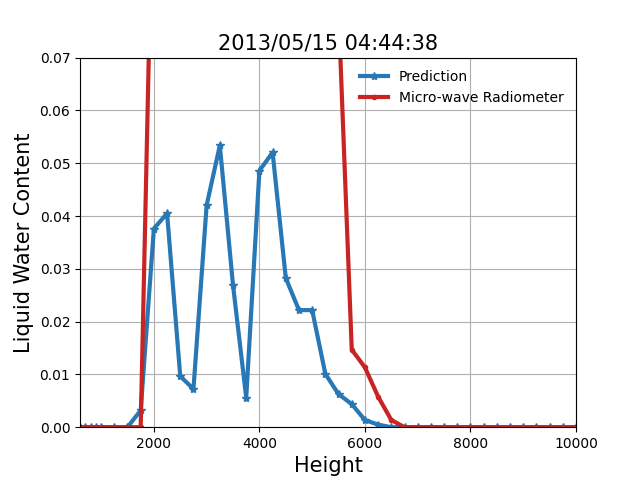 2013/05/15 04:44:38
Prediction
Micro-wave Radiometer
Liquid Water Content
0.07
0.06
0.05
0.04
0.03
0.02
0.01
0.00
2000 4000 6000 8000 10000
Height